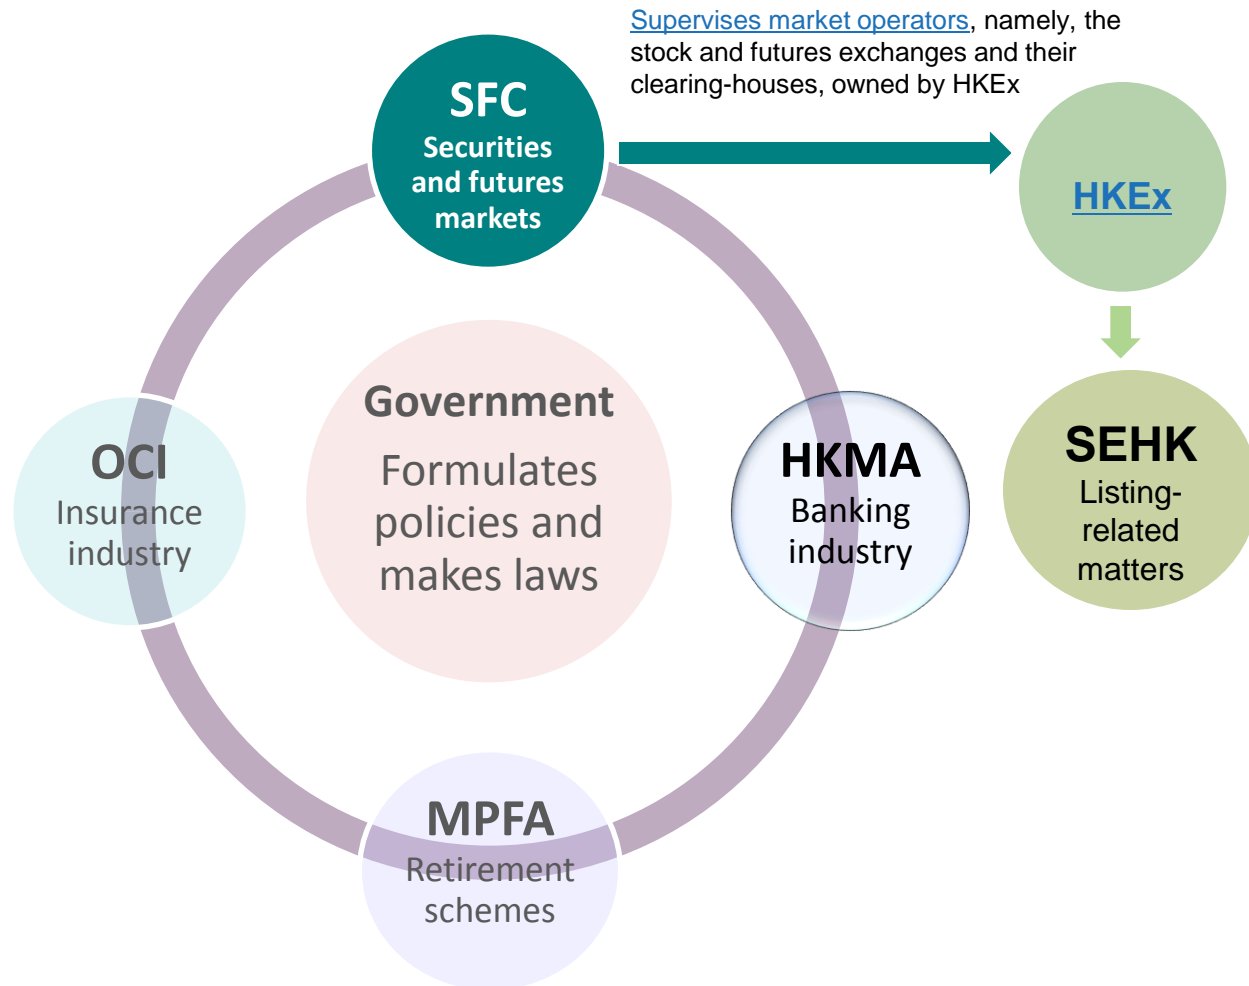 Supervises market operators, namely, the
stock and futures exchanges and their
clearing-houses, owned by HKEx
SFC
Securities
and futures
markets
HKEx
Government
Formulates
policies and
makes laws
OCI
Insurance
industry
HKMA
Banking
industry
SEHK
Listing-
related
matters
MPFA
Retirement
schemes